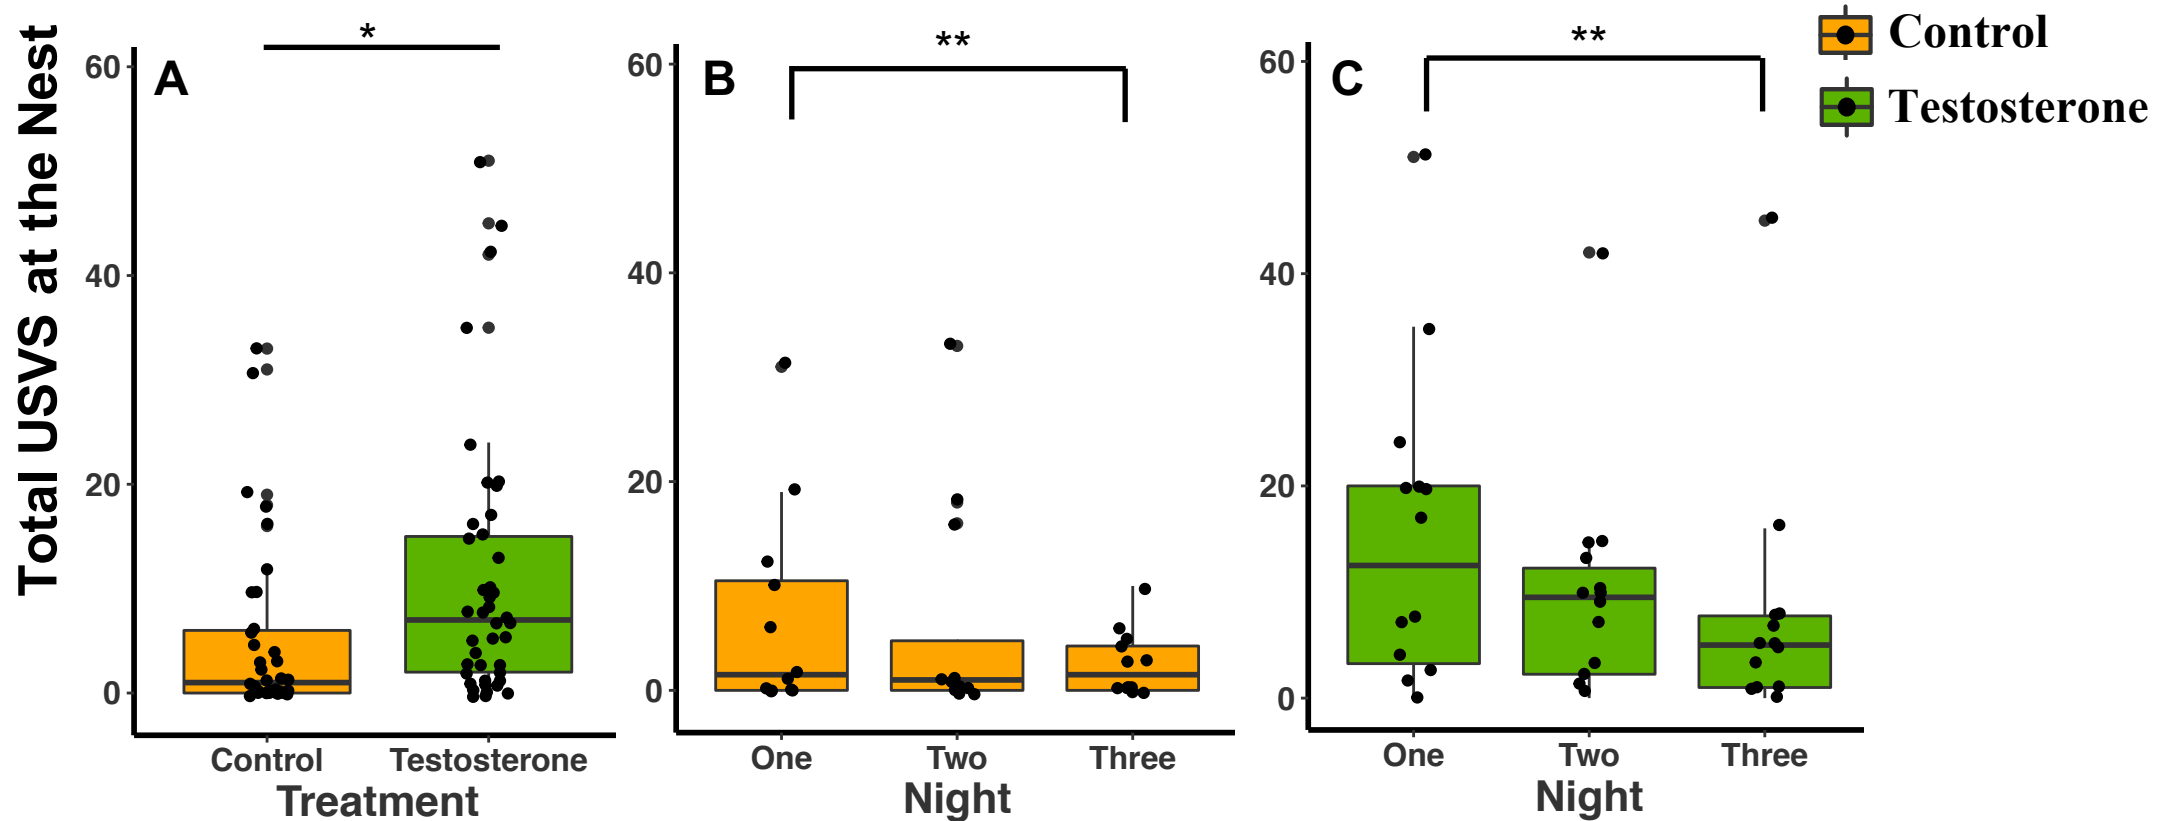 Total USVS at the Nest
A
*
60
40
20
0
Control
Testosterone
Treatment
B
**
60
40
20
0
One
Two
Three
Night
C
**
60
40
20
0
One
Two
Three
Night
Control
Testosterone